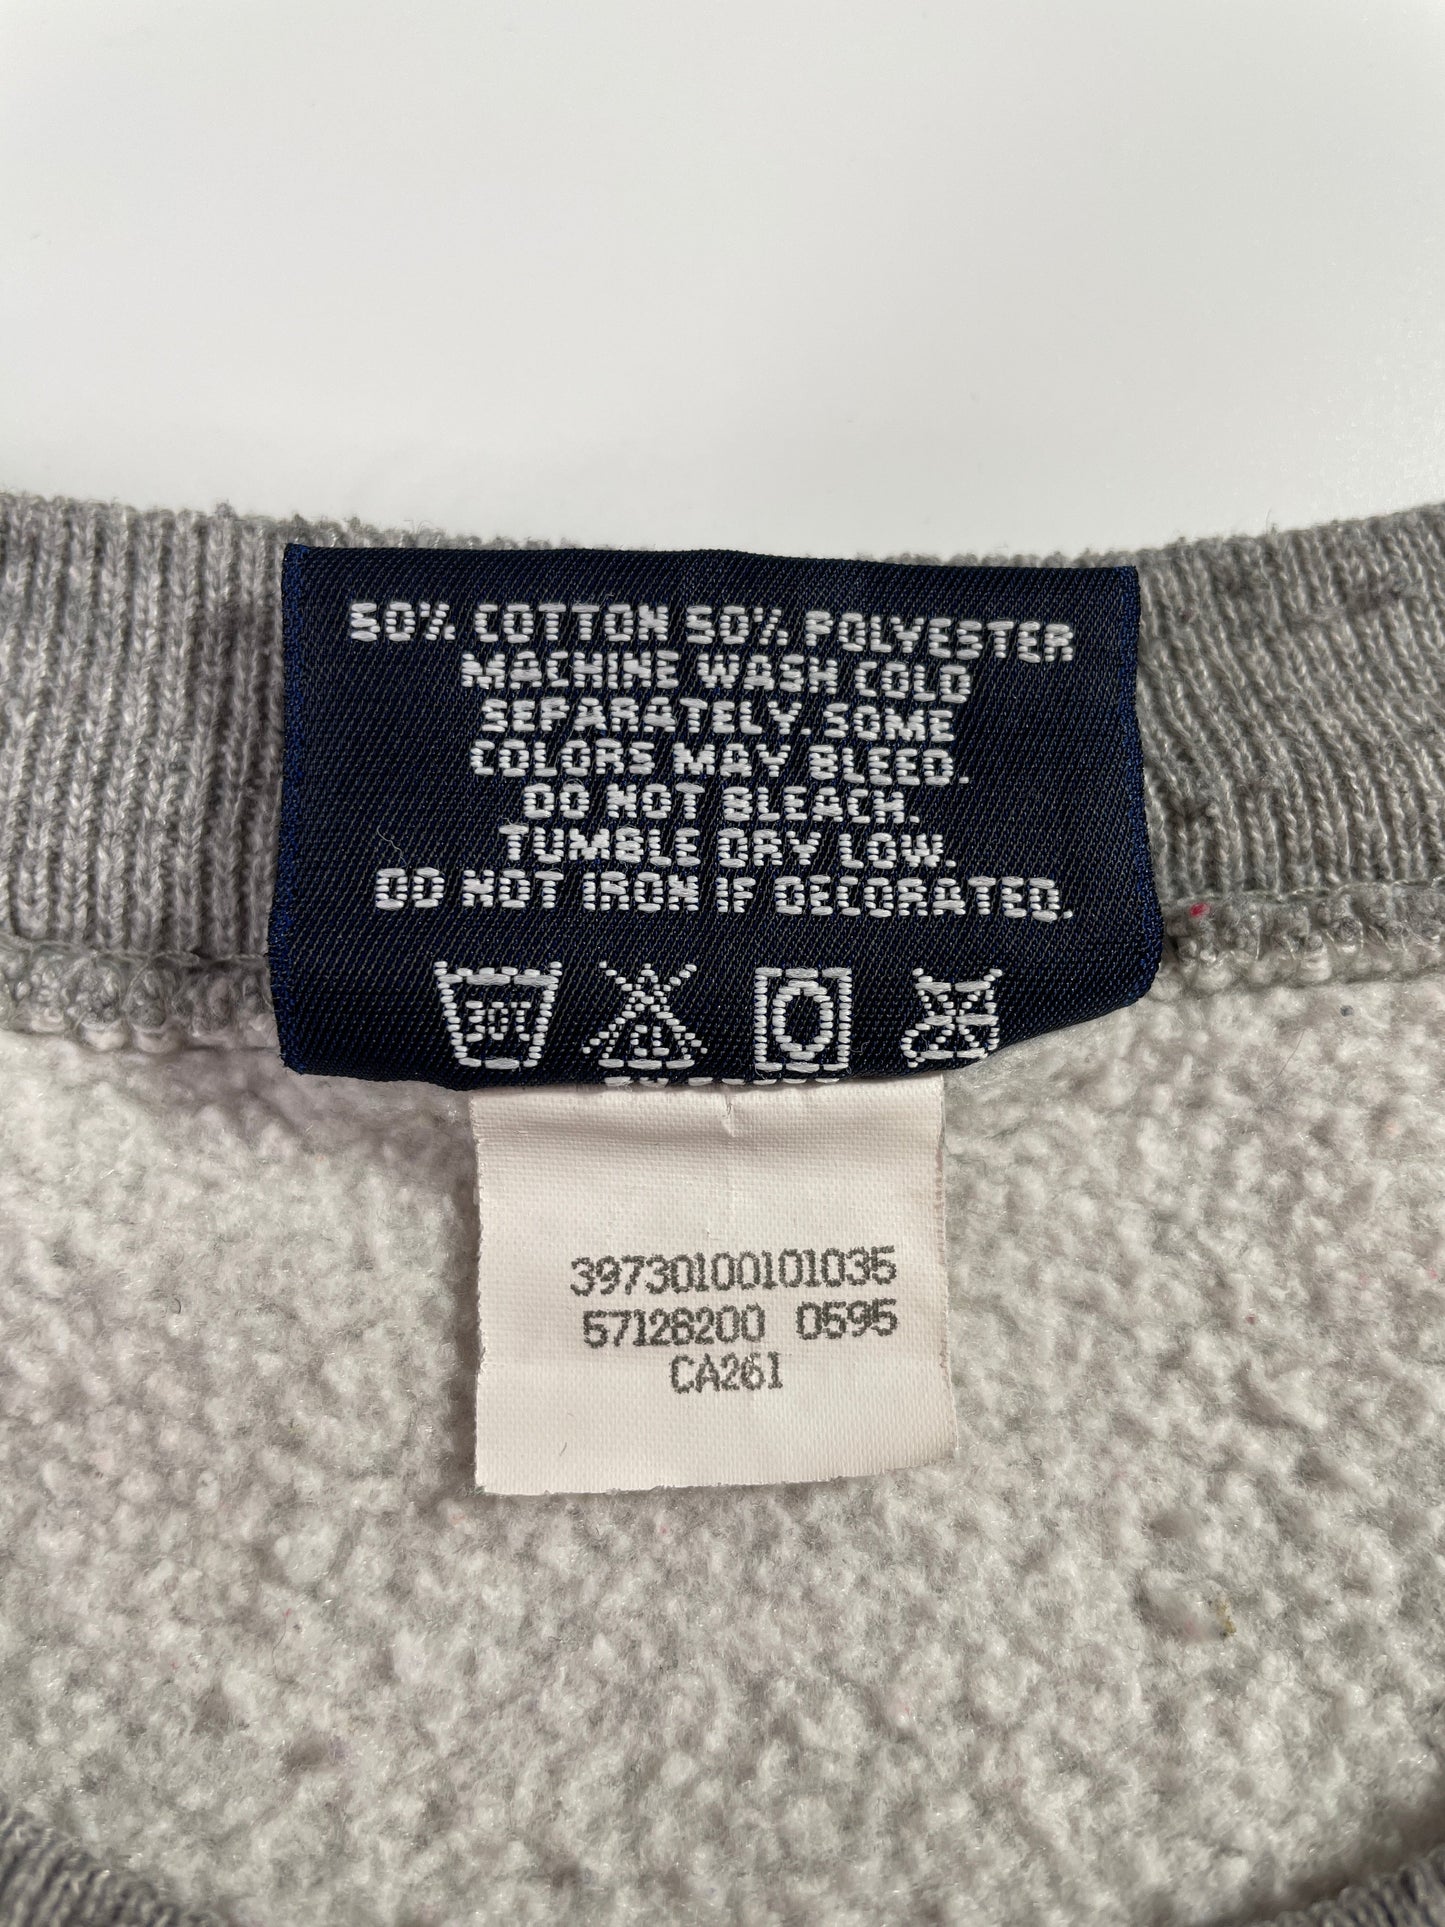 50% COTTON 50% POLYESTER
MACHINE WASH COLD
SEPARATELY. SOME
COLORS MAY BLEED.
DO NOT BLEACH.
TUMBLE DRY LOW.
DO NOT IRON IF DECORATED.
39730100101035
57128200 0595
CA261